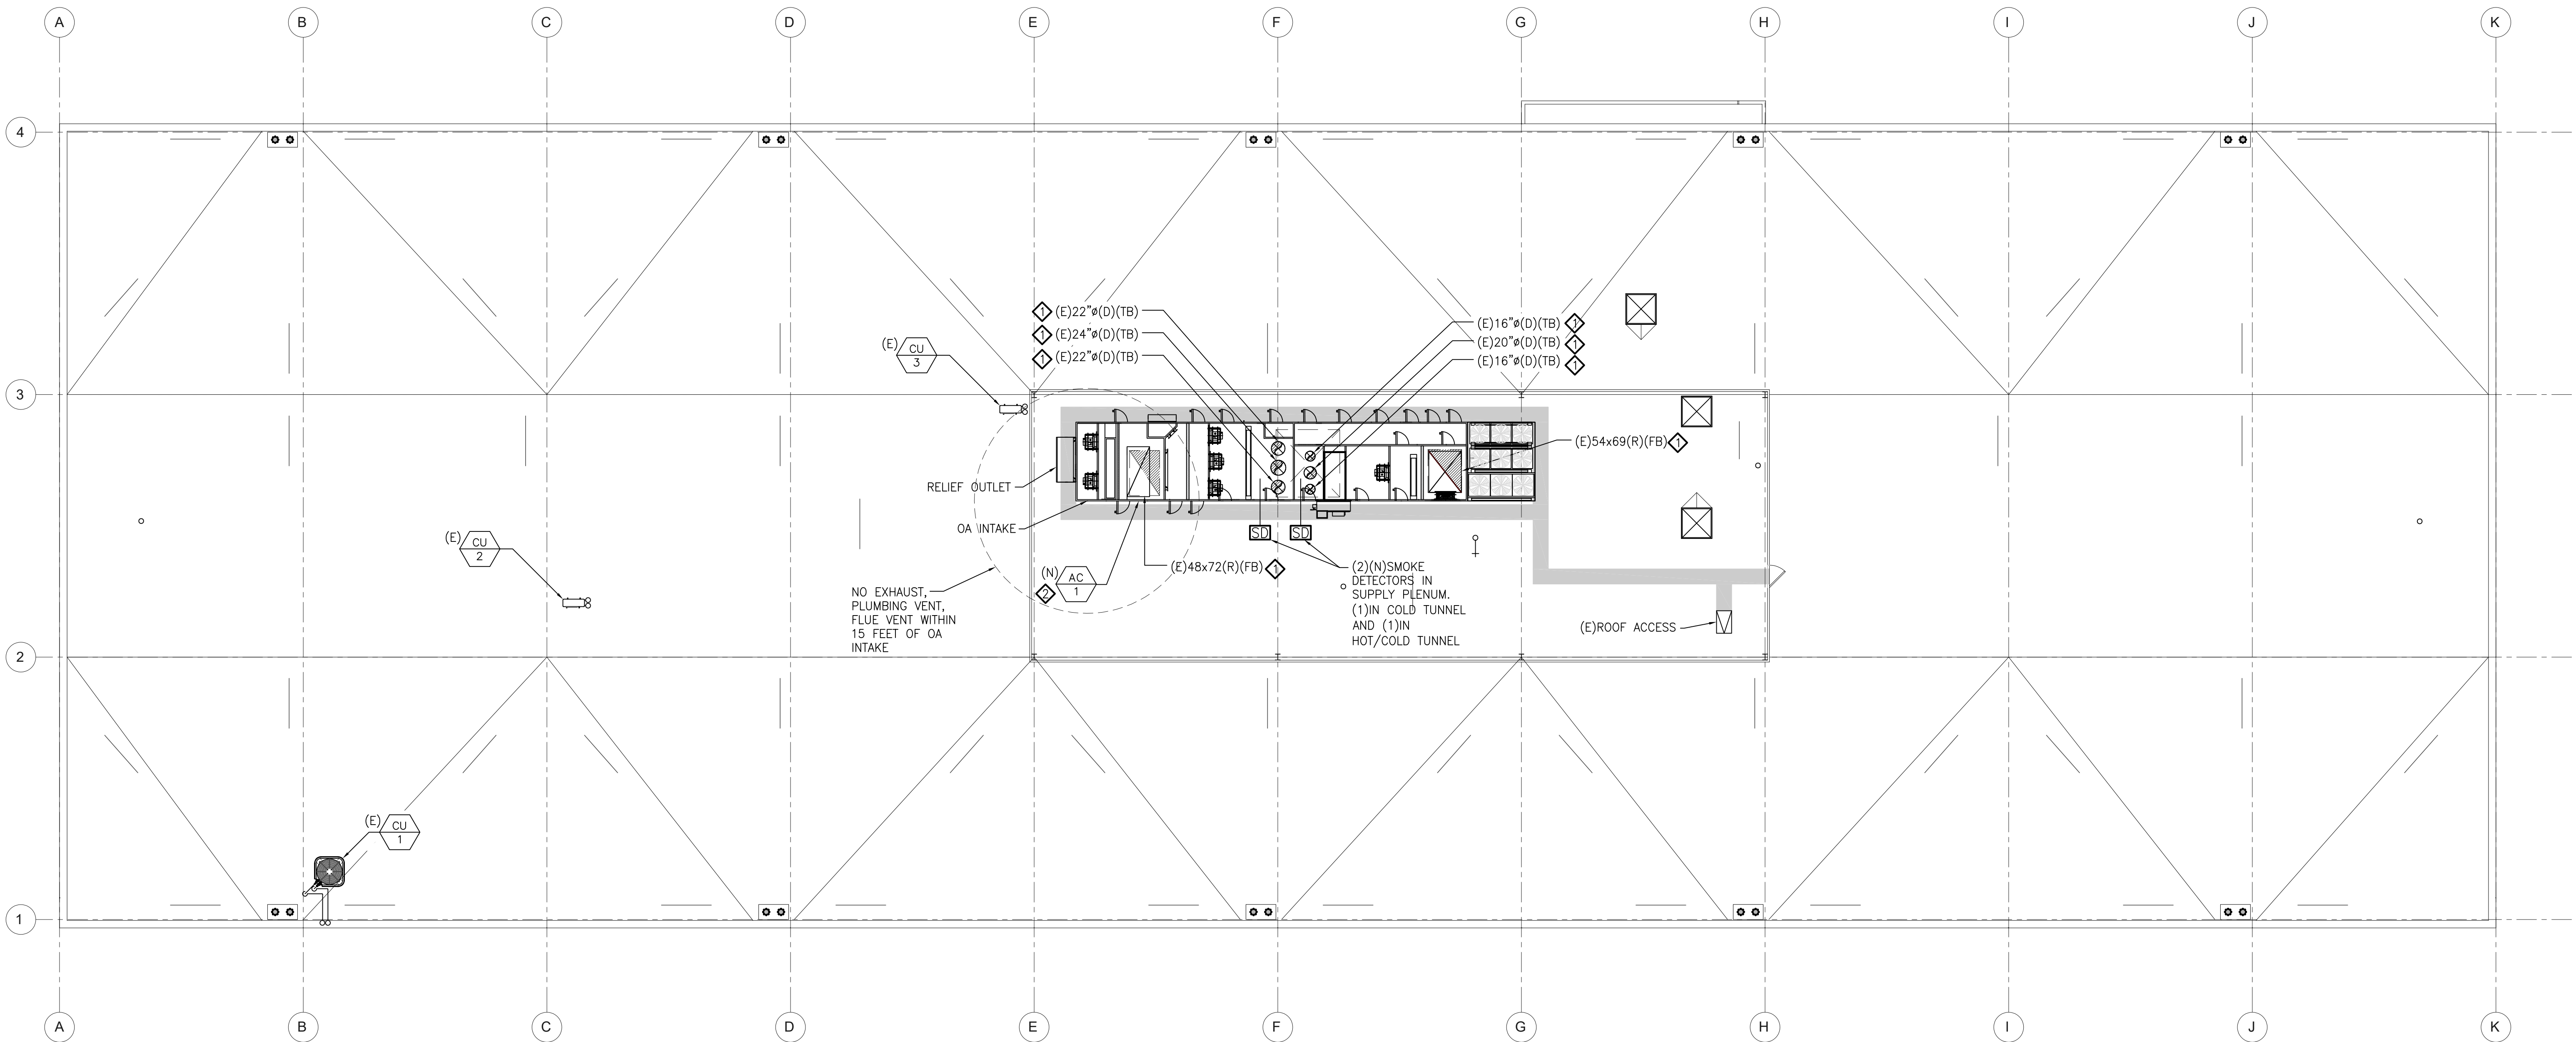 A B C D E F G H I J K
4
1 (E)22"ø(D)(TB)
(E)16"ø(D)(TB) 1
1 (E)24"ø(D)(TB)
(E)20"ø(D)(TB) 1
1 (E)22"ø(D)(TB)
(E)16"ø(D)(TB) 1
(E) CU
3
3
(E)54x69(R)(FB) 1
RELIEF OUTLET
OA INTAKE
SD SD
(E) CU
2
(E)48x72(R)(FB) 1
(N) AC
1
2
(2)(N)SMOKE
DETECTORS IN
SUPPLY PLENUM.
(1)IN COLD TUNNEL
AND (1)IN
HOT/COLD TUNNEL
NO EXHAUST,
PLUMBING VENT,
FLUE VENT WITHIN
15 FEET OF OA
INTAKE
(E)ROOF ACCESS
2
(E) CU
1
1
A B C D E F G H I J K